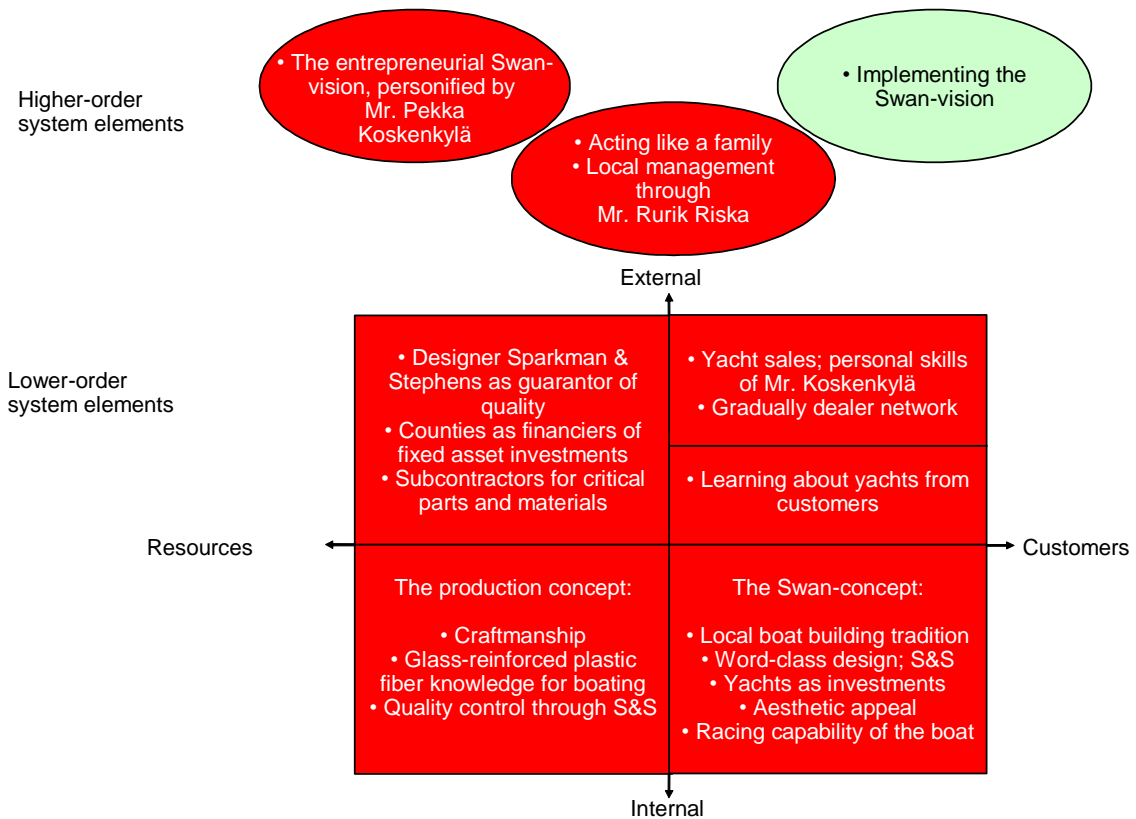 Higher-order
system elements
• The entrepreneurial Swan-
vision, personified by
Mr. Pekka
Koskenkylä
• Acting like a family
• Local management
through
Mr. Rurik Riska
• Implementing the
Swan-vision
External
Lower-order
system elements
• Designer Sparkman &
Stephens as guarantor of
quality
• Counties as financiers of
fixed asset investments
• Subcontractors for critical
parts and materials
• Yacht sales; personal skills
of Mr. Koskenkylä
• Gradually dealer network
• Learning about yachts from
customers
Resources
Customers
The production concept:
• Craftmanship
• Glass-reinforced plastic
fiber knowledge for boating
• Quality control through S&S
The Swan-concept:
• Local boat building tradition
• Word-class design; S&S
• Yachts as investments
• Aesthetic appeal
• Racing capability of the boat
Internal